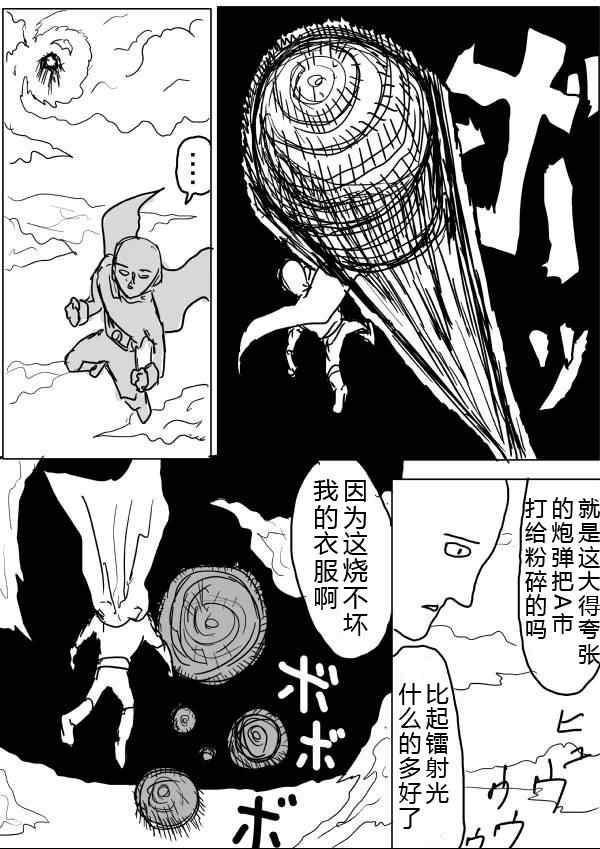 ボッ
…
就是这大得夸张
的炮弹把A市
打给粉碎的吗
比起镭射光
什么的多好了
ヒュウウウウ
因为这烧不坏
我的衣服啊
ボボボ